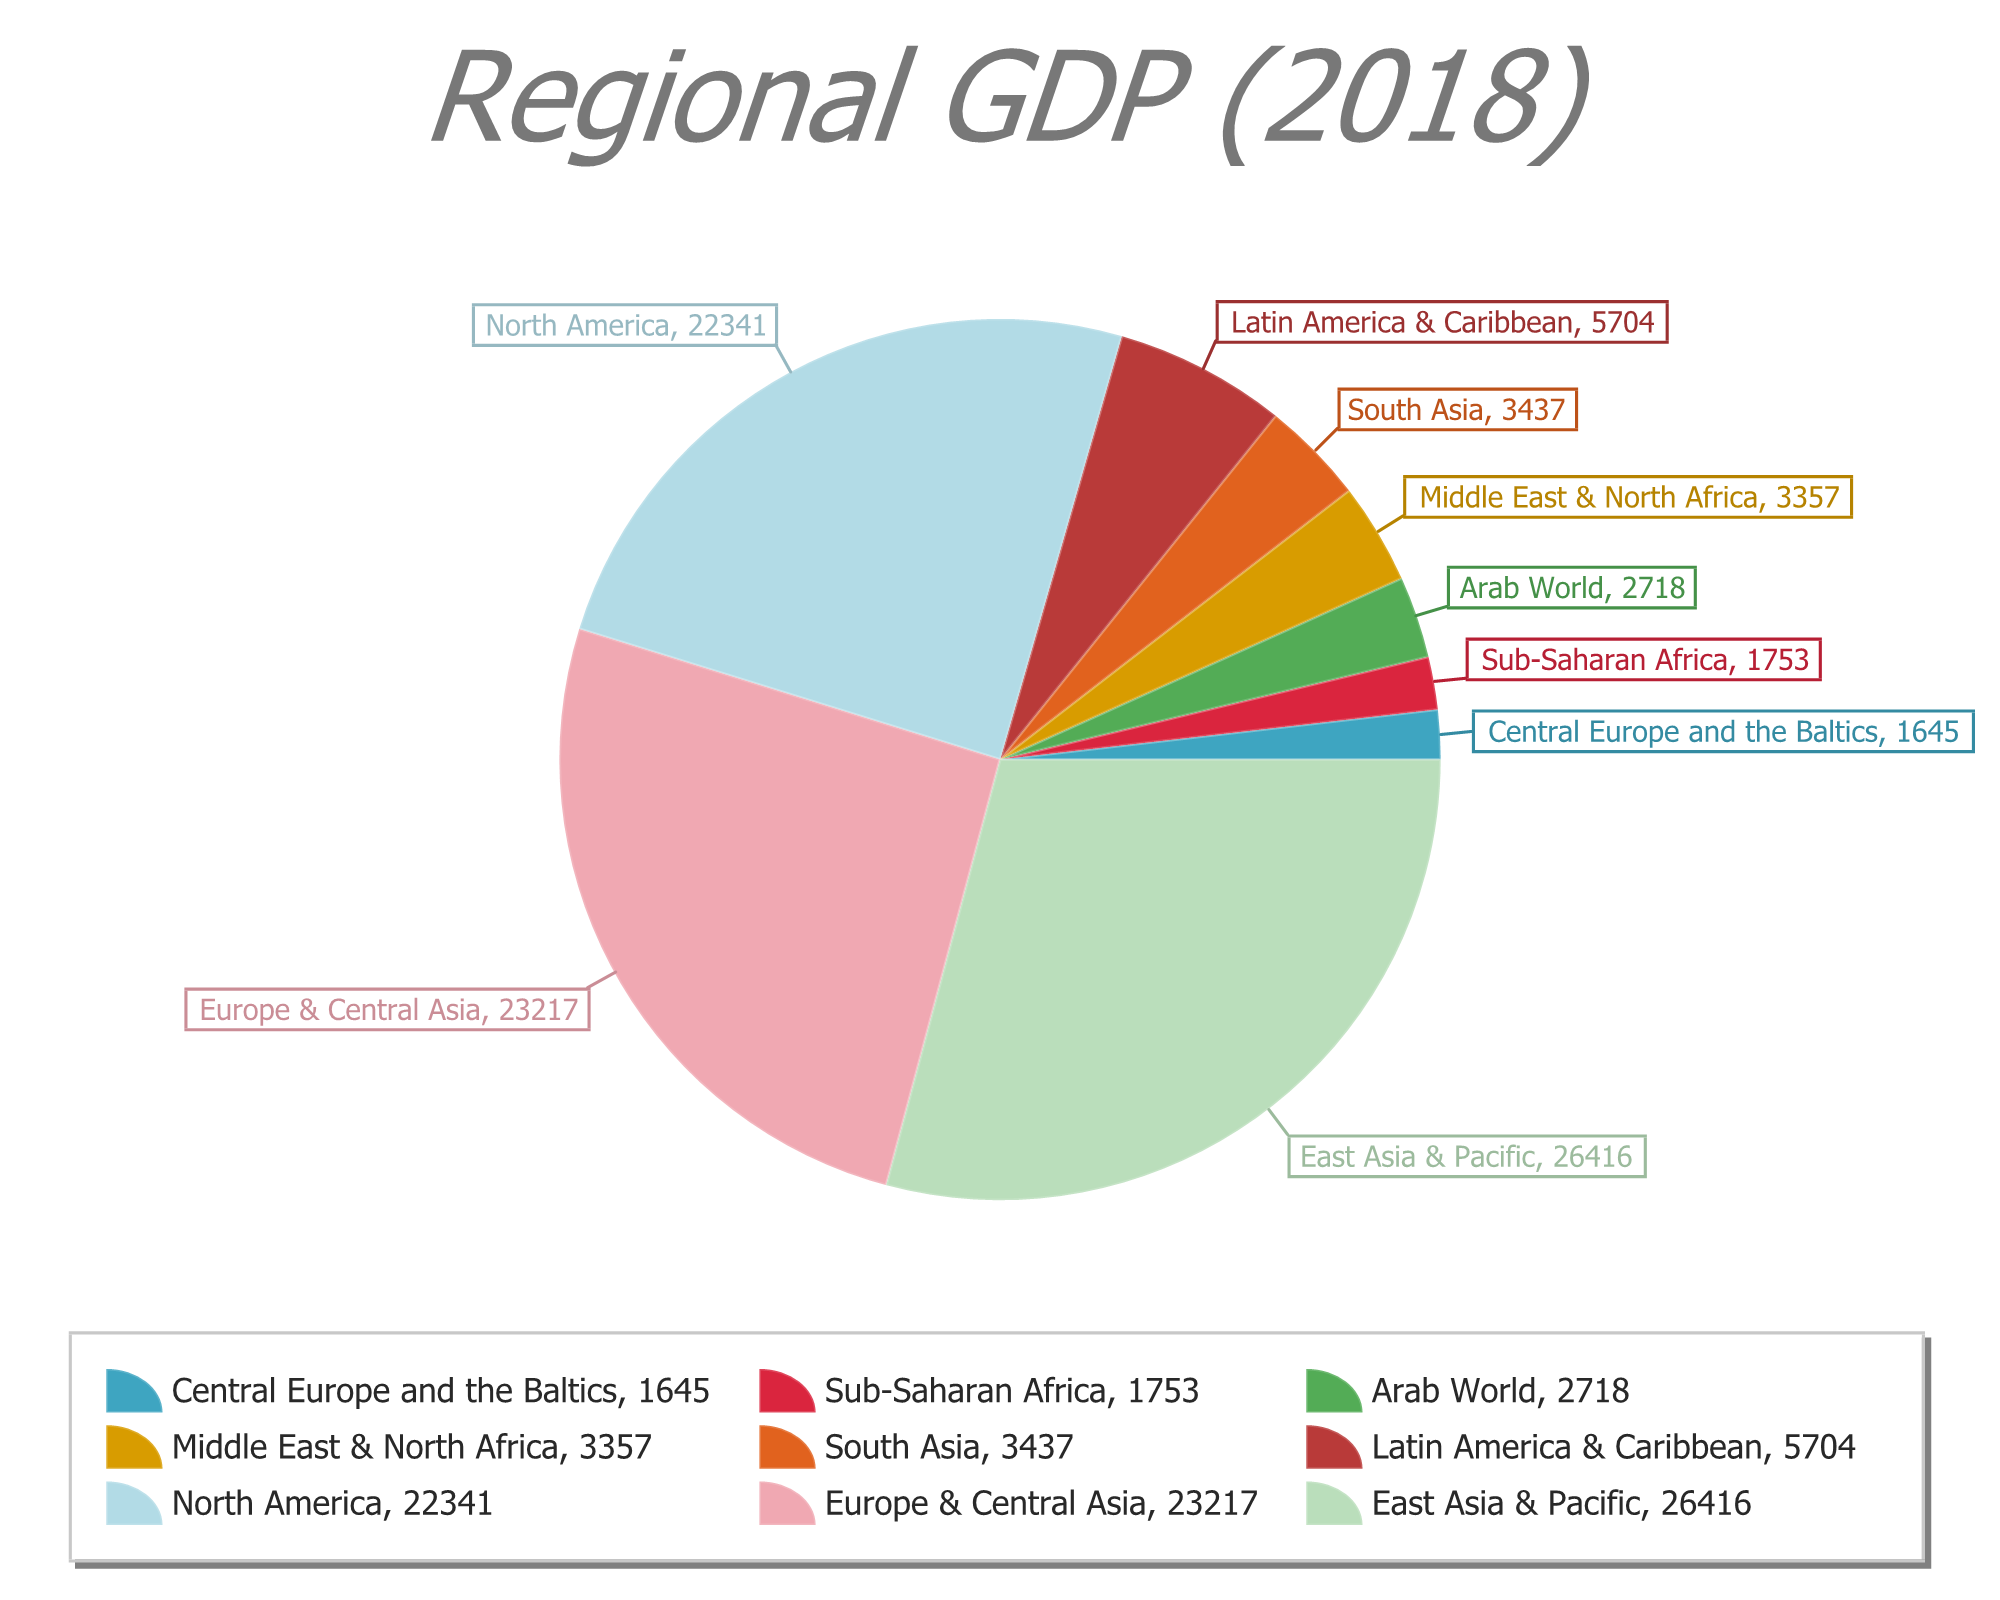 Regional GDP (2018)
North America, 22341
Latin America & Caribbean, 5704
South Asia, 3437
Middle East & North Africa, 3357
Arab World, 2718
Sub-Saharan Africa, 1753
Central Europe and the Baltics, 1645
Europe & Central Asia, 23217
East Asia & Pacific, 26416
Central Europe and the Baltics, 1645
Sub-Saharan Africa, 1753
Arab World, 2718
Middle East & North Africa, 3357
South Asia, 3437
Latin America & Caribbean, 5704
North America, 22341
Europe & Central Asia, 23217
East Asia & Pacific, 26416